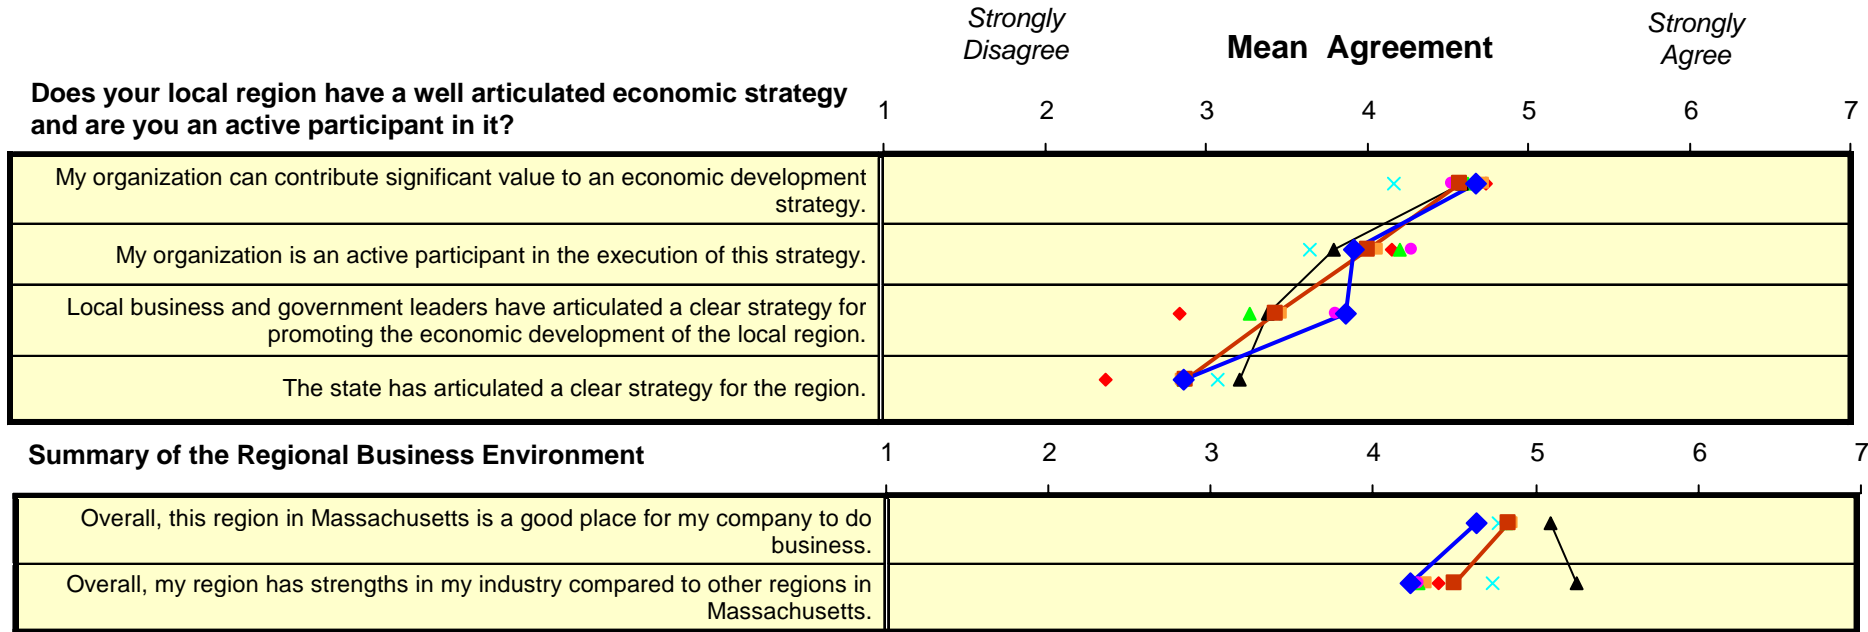 Strongly
Disagree
Mean Agreement
Strongly
Agree
Does your local region have a well articulated economic strategy
and are you an active participant in it?
1 2 3 4 5 6 7
My organization can contribute significant value to an economic development
strategy.
My organization is an active participant in the execution of this strategy.
Local business and government leaders have articulated a clear strategy for
promoting the economic development of the local region.
The state has articulated a clear strategy for the region.
Summary of the Regional Business Environment
1 2 3 4 5 6 7
Overall, this region in Massachusetts is a good place for my company to do
business.
Overall, my region has strengths in my industry compared to other regions in
Massachusetts.